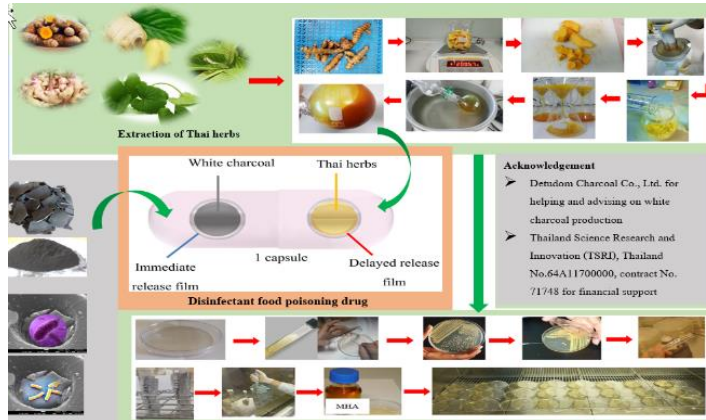 Extraction of Thai herbs
White charcoal
Thai herbs
Immediate
release film
1 capsule
Delayed release
film
Disinfectant food poisoning drug
Acknowledgement
➢ Detudom Charcoal Co., Ltd. for
helping and advising on white
charcoal production
➢ Thailand Science Research and
Innovation (TSRI), Thailand
No.64A11700000, contract No.
71748 for financial support
MHA